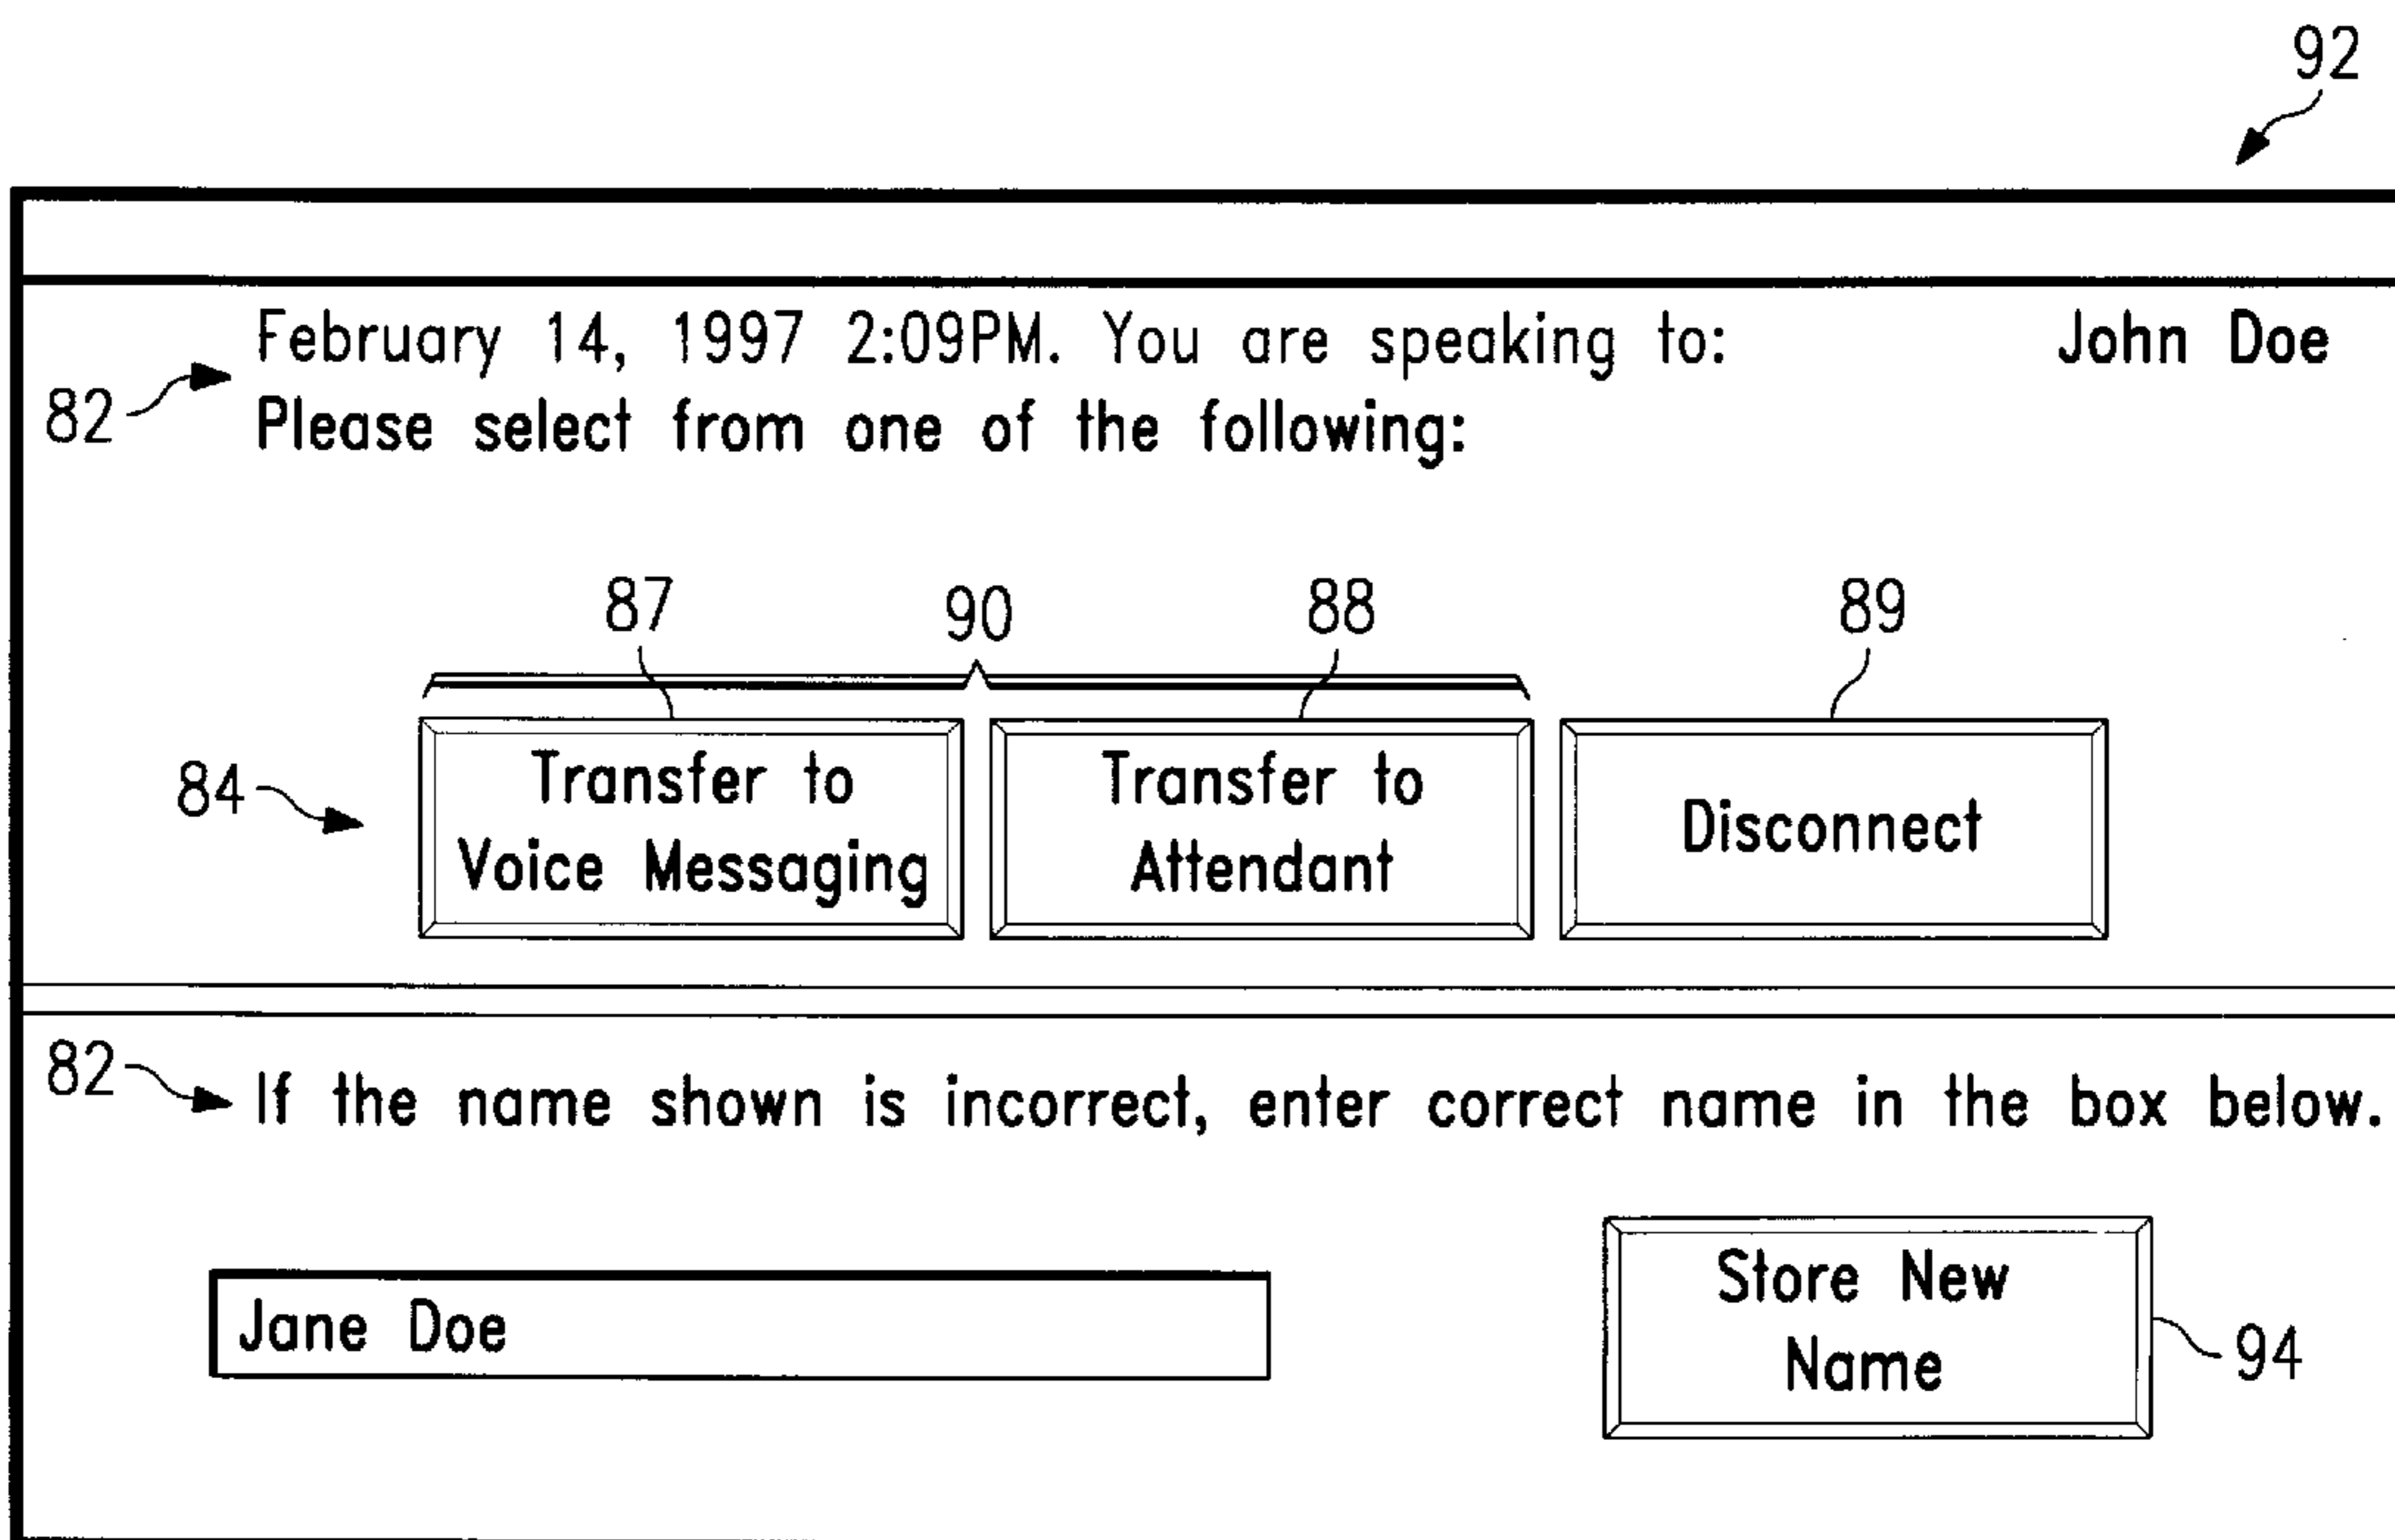 92
February 14, 1997 2:09PM. You are speaking to: John Doe
82
Please select from one of the following:
87 90 88 89
84
Transfer to
Voice Messaging
Transfer to
Attendant
Disconnect
82
If the name shown is incorrect, enter correct name in the box below.
Jane Doe
Store New
Name
94